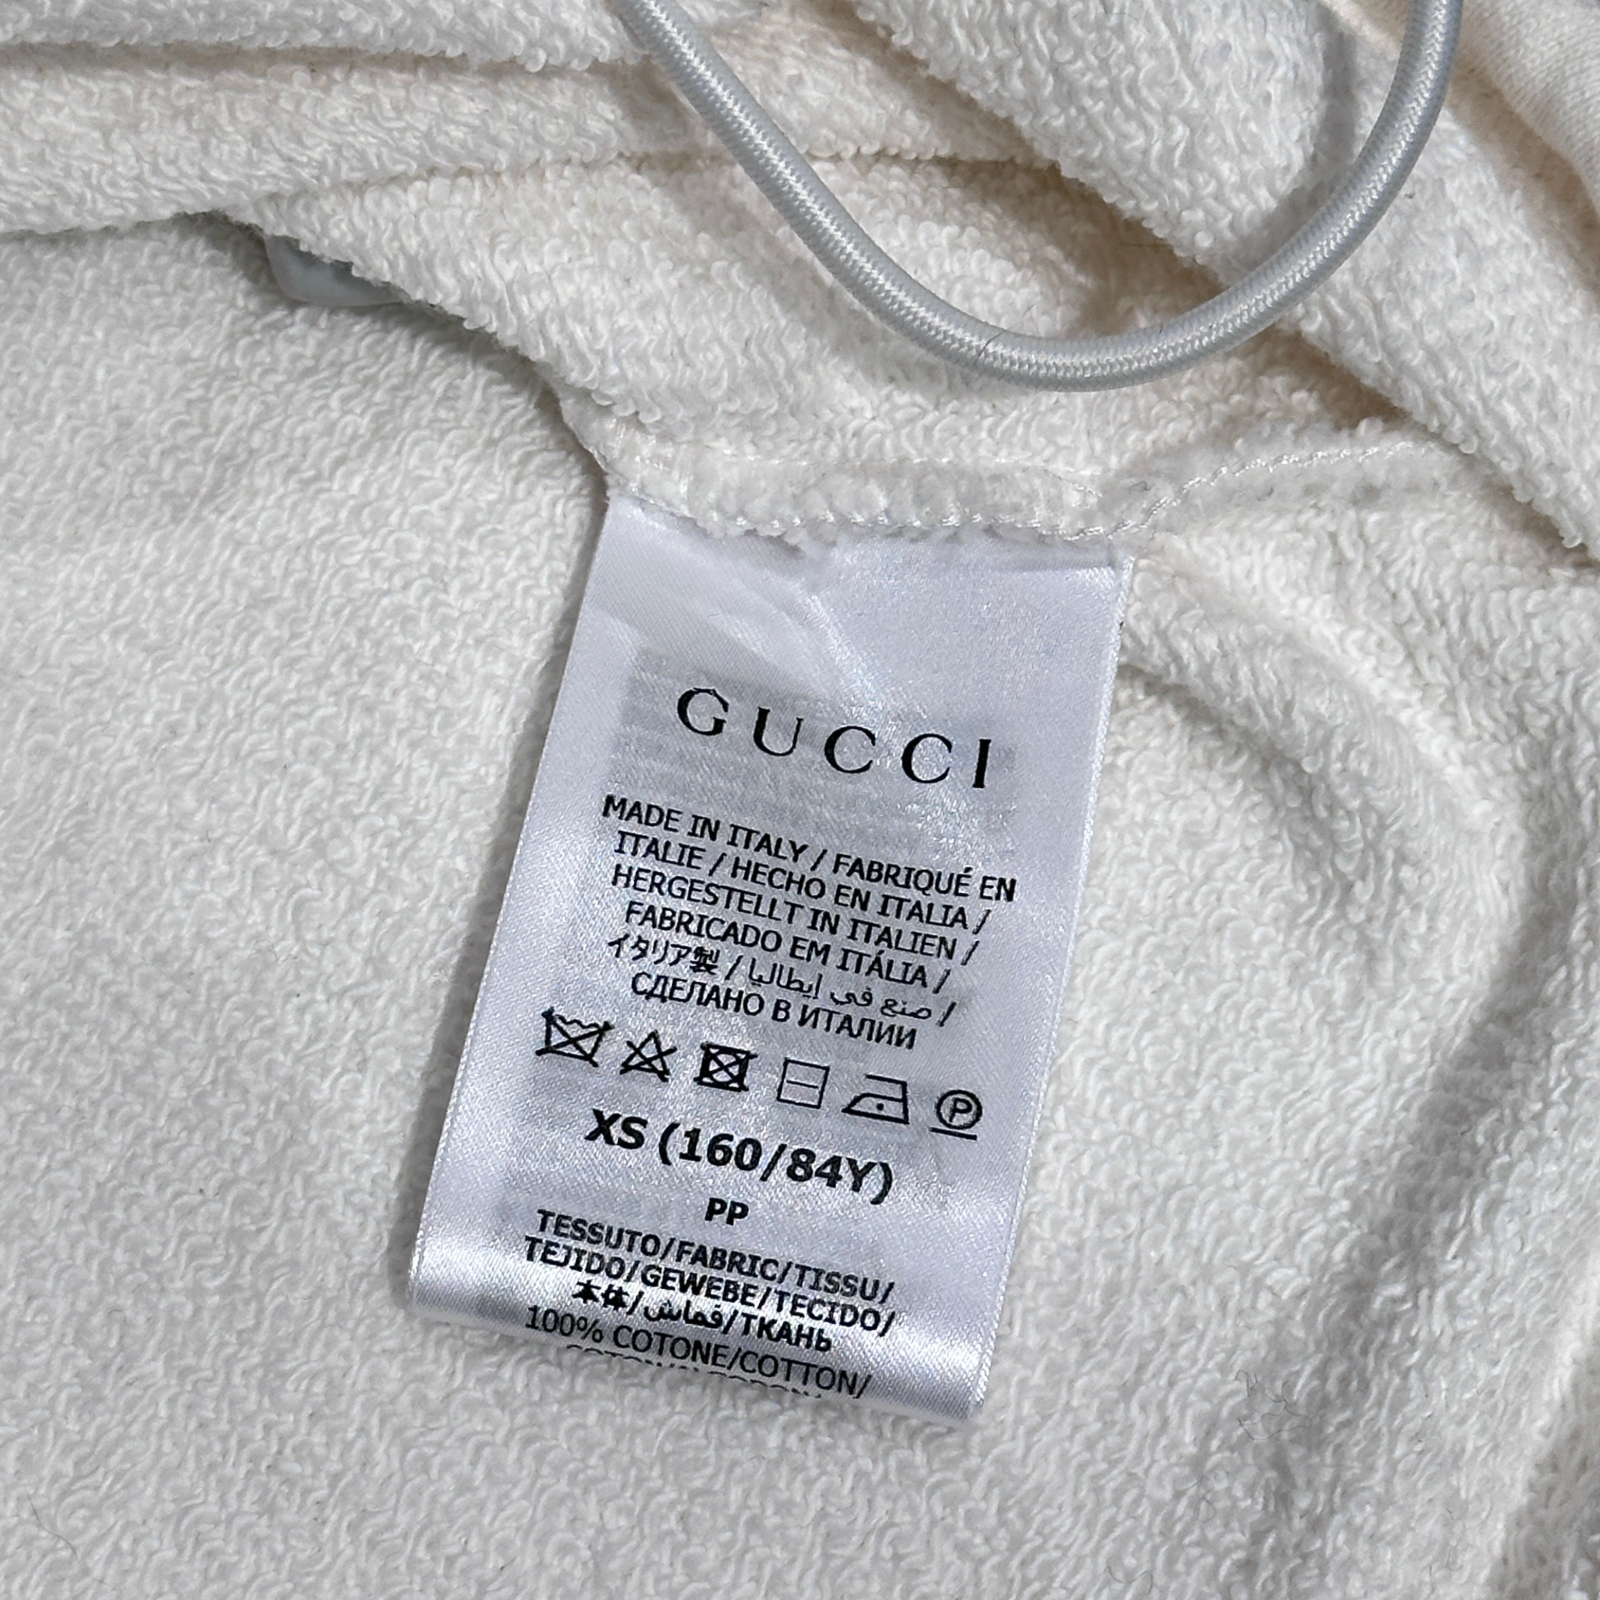 GUCCI
MADE IN ITALY / FABRIQUÉ EN
ITALIE / HECHO EN ITALIA /
HERGESTELLT IN ITALIEN /
FABRICADO EM ITÁLIA /
イタリア製 / صنع في إيطاليا /
СДЕЛАНО В ИТАЛИИ
P
XS (160/84Y)
PP
TESSUTO/FABRIC/TISSU/
TEJIDO/GEWEBE/TECIDO/
本体/قماش/ТКАНЬ
100% COTONE/COTTON/